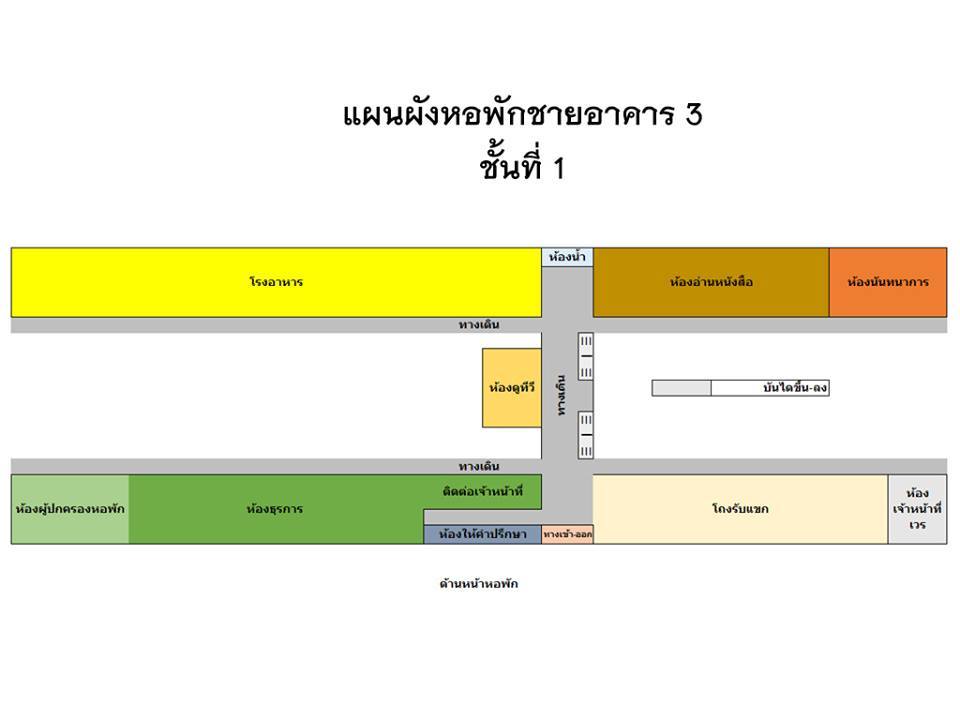 แผนผังหอพักชายอาคาร 3
ชั้นที่ 1
ห้องน้ำ
โรงอาหาร
ห้องอ่านหนังสือ
ห้องนันทนาการ
ทางเดิน
ห้องดูทีวี
ทางเดิน
บันไดขึ้น-ลง
ทางเดิน
ห้องผู้ปกครองหอพัก
ห้องธุรการ
ติดต่อเจ้าหน้าที่
ห้องให้คำปรึกษา
ทางเข้า-ออก
โถงรับแขก
ห้อง
เจ้าหน้าที่
เวร
ด้านหน้าหอพัก